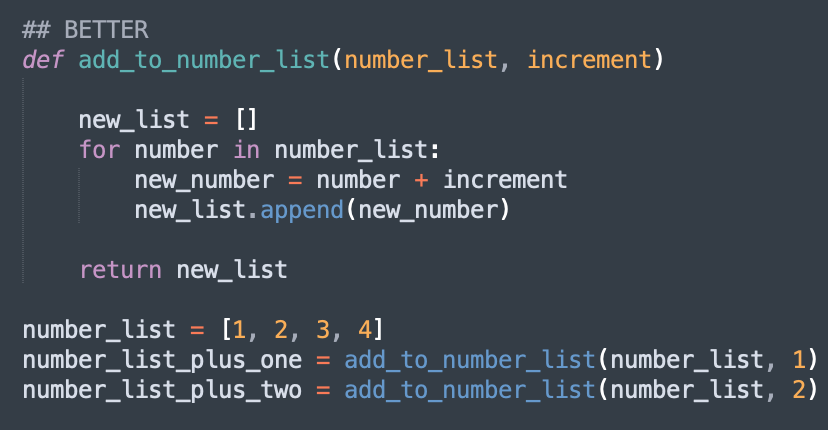 ## BETTER
def add_to_number_list(number_list, increment)
new_list = []
for number in number_list:
new_number = number + increment
new_list.append(new_number)
return new_list
number_list = [1, 2, 3, 4]
number_list_plus_one = add_to_number_list(number_list, 1)
number_list_plus_two = add_to_number_list(number_list, 2)